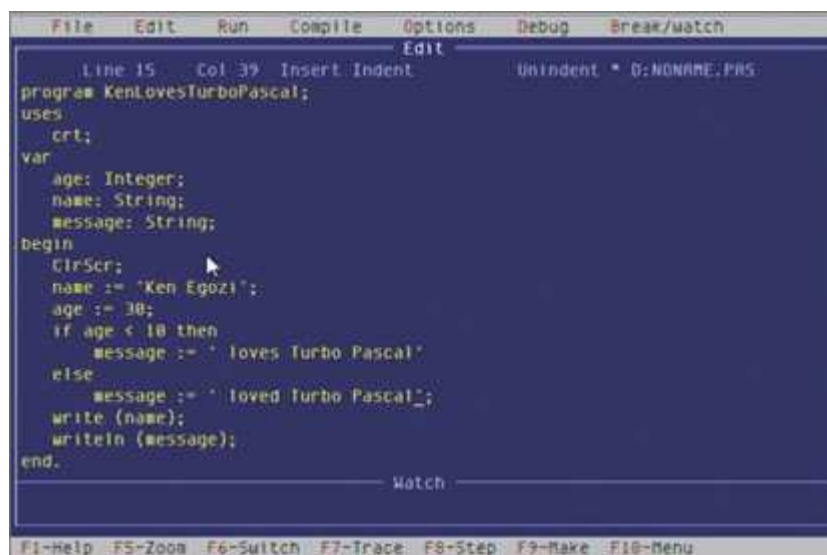 File Edit Run Compile Options Debug Break/watch
Edit
Line 15 Col 39 Insert Indent Unindent * D:NONAME.PAS
program KenLovesTurboPascal;
uses
crt;
var
age: Integer;
name: String;
message: String;
begin
ClrScr;
name := 'Ken Egozi';
age := 30;
if age < 10 then
message := ' loves Turbo Pascal'
else
message := ' loved Turbo Pascal';
write (name);
writeln (message);
end.
Watch
F1-Help F5-Zoom F6-Switch F7-Trace F8-Step F9-Make F10-Menu